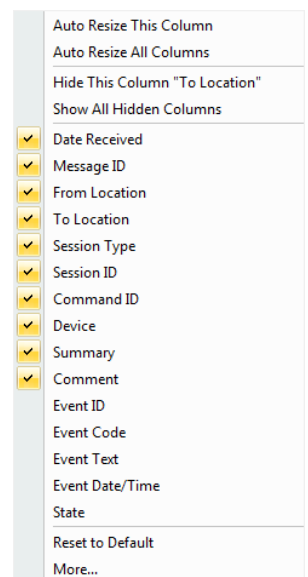 Auto Resize This Column
Auto Resize All Columns
Hide This Column "To Location"
Show All Hidden Columns
Date Received
Message ID
From Location
To Location
Session Type
Session ID
Command ID
Device
Summary
Comment
Event ID
Event Code
Event Text
Event Date/Time
State
Reset to Default
More...